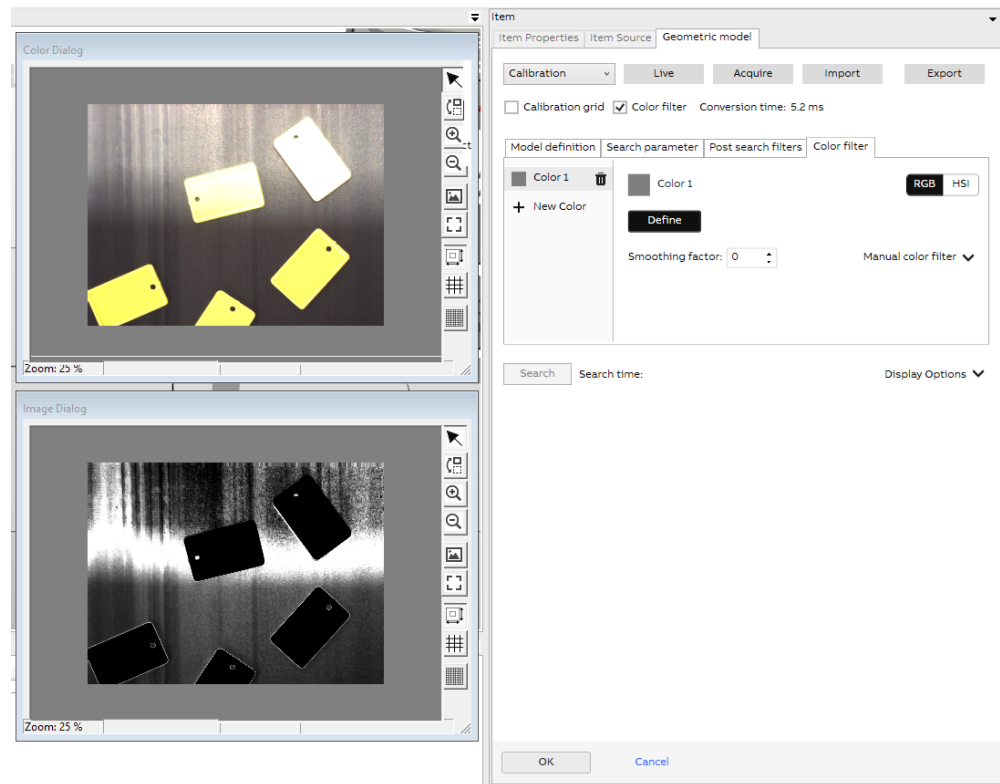 Color Dialog
Zoom: 25 %
Image Dialog
Zoom: 25 %
Item
Item Properties
Item Source
Geometric model
Calibration
Live
Acquire
Import
Export
Calibration grid
Color filter
Conversion time: 5.2 ms
Model definition
Search parameter
Post search filters
Color filter
Color 1
New Color
Color 1
RGB
HSI
Define
Smoothing factor:
0
Manual color filter
Search
Search time:
Display Options
OK
Cancel